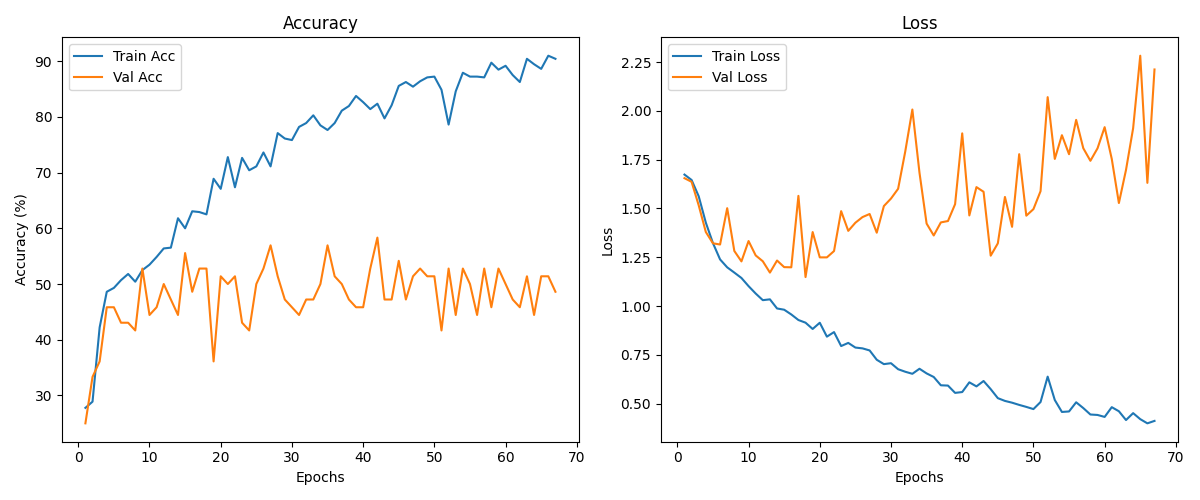 Accuracy
Train Acc
Val Acc
Accuracy (%)
90
80
70
60
50
40
30
0 10 20 30 40 50 60 70
Epochs
Loss
Train Loss
Val Loss
Loss
2.25
2.00
1.75
1.50
1.25
1.00
0.75
0.50
0 10 20 30 40 50 60 70
Epochs